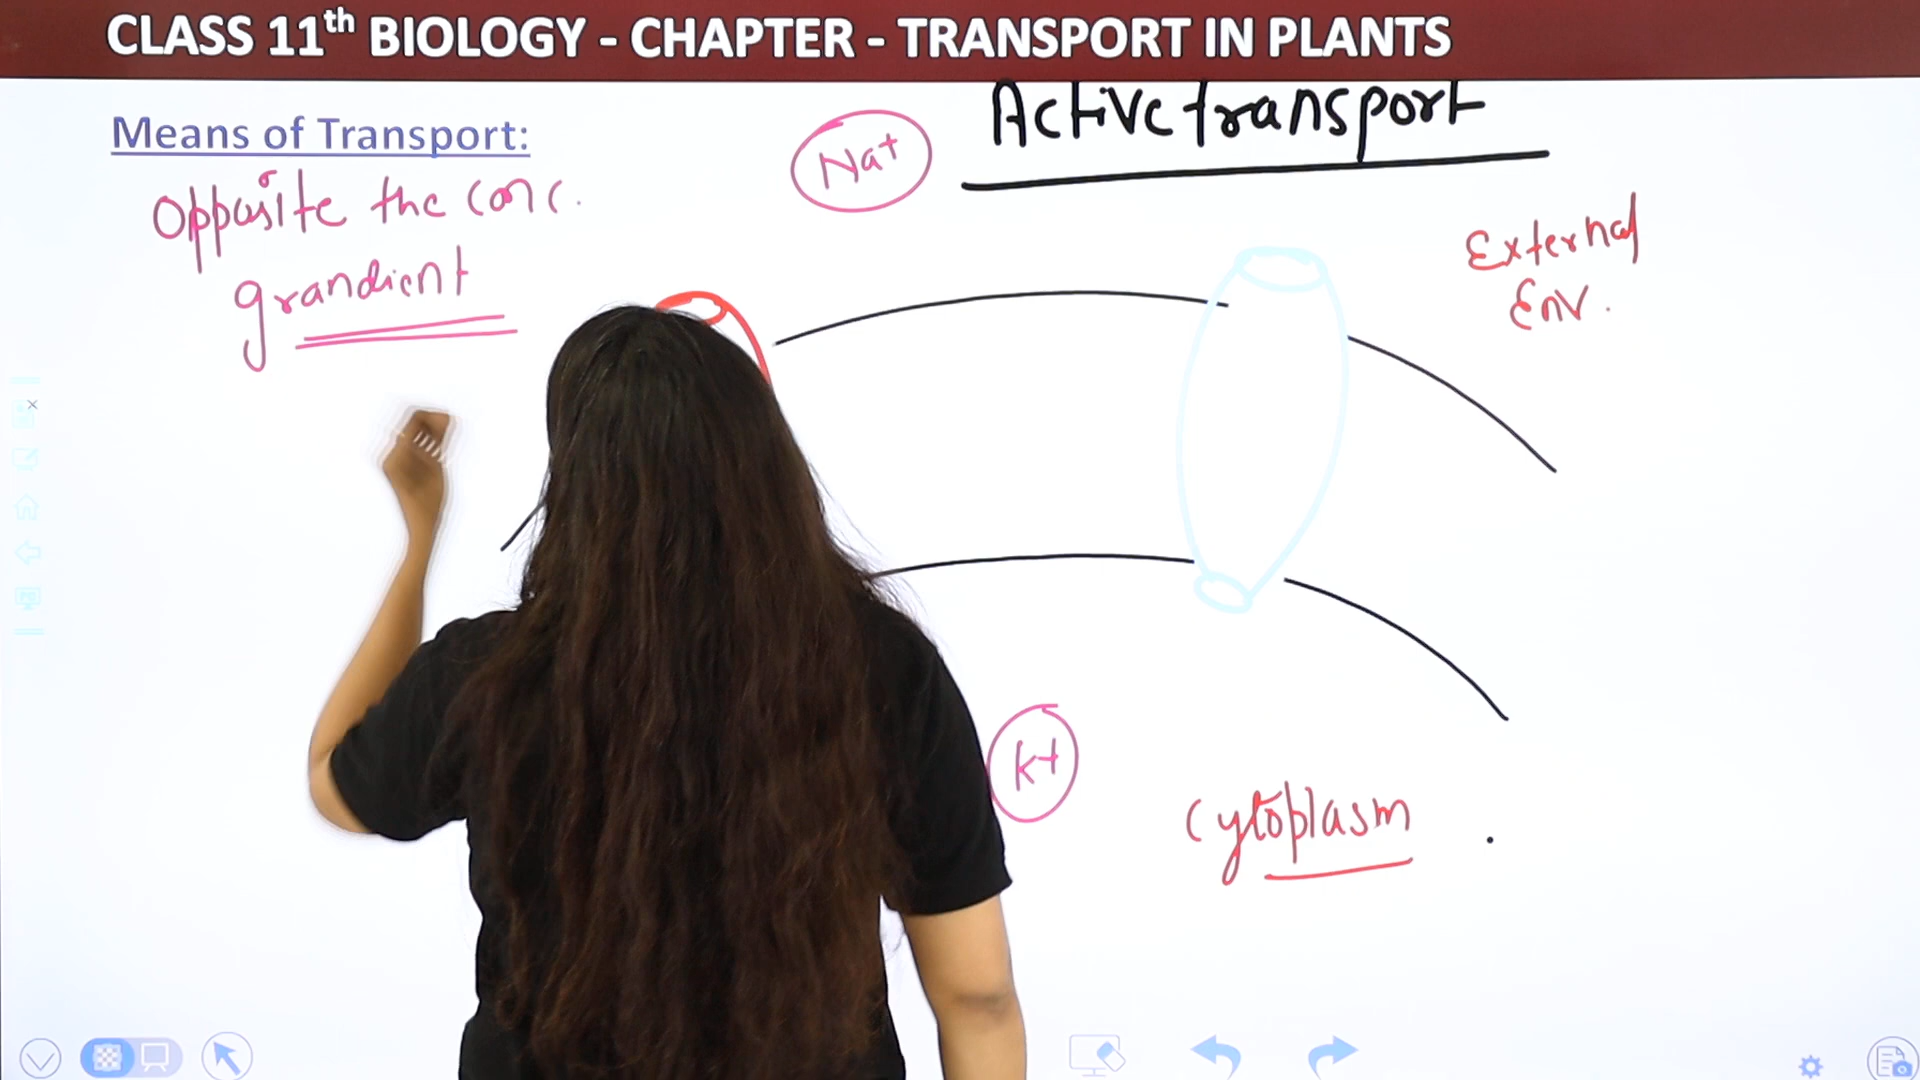 CLASS 11th BIOLOGY - CHAPTER - TRANSPORT IN PLANTS
Means of Transport:
Active transport
Opposite the conc.
grandient
Na+
External
Env.
K+
Cytoplasm